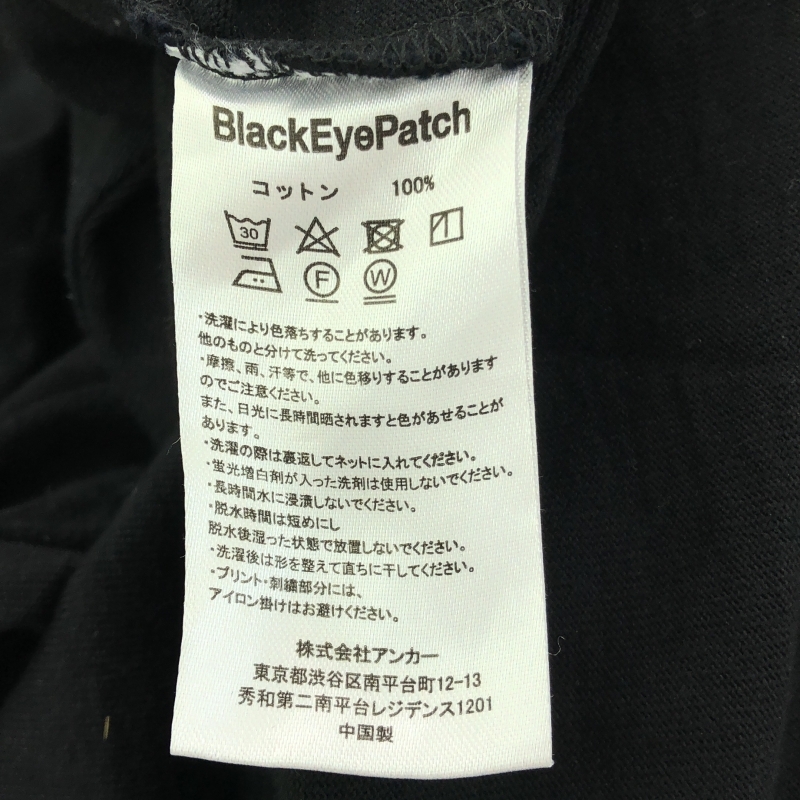 BlackEyePatch
コットン 100%
30
F W
・洗濯により色落ちすることがあります。
他のものと分けて洗ってください。
・摩擦、雨、汗等で、他に色移りすることがあります
のでご注意ください。
また、日光に長時間晒されますと色があせることが
あります。
・洗濯の際は裏返してネットに入れてください。
・蛍光増白剤が入った洗剤は使用しないでください。
・長時間水に浸漬しないでください。
・脱水時間は短めにし
脱水後湿った状態で放置しないでください。
・洗濯後は形を整えて直ちに干してください。
・プリント・刺繍部分には、
アイロン掛けはお避けください。
株式会社アンカー
東京都渋谷区南平台町12-13
秀和第二南平台レジデンス1201
中国製